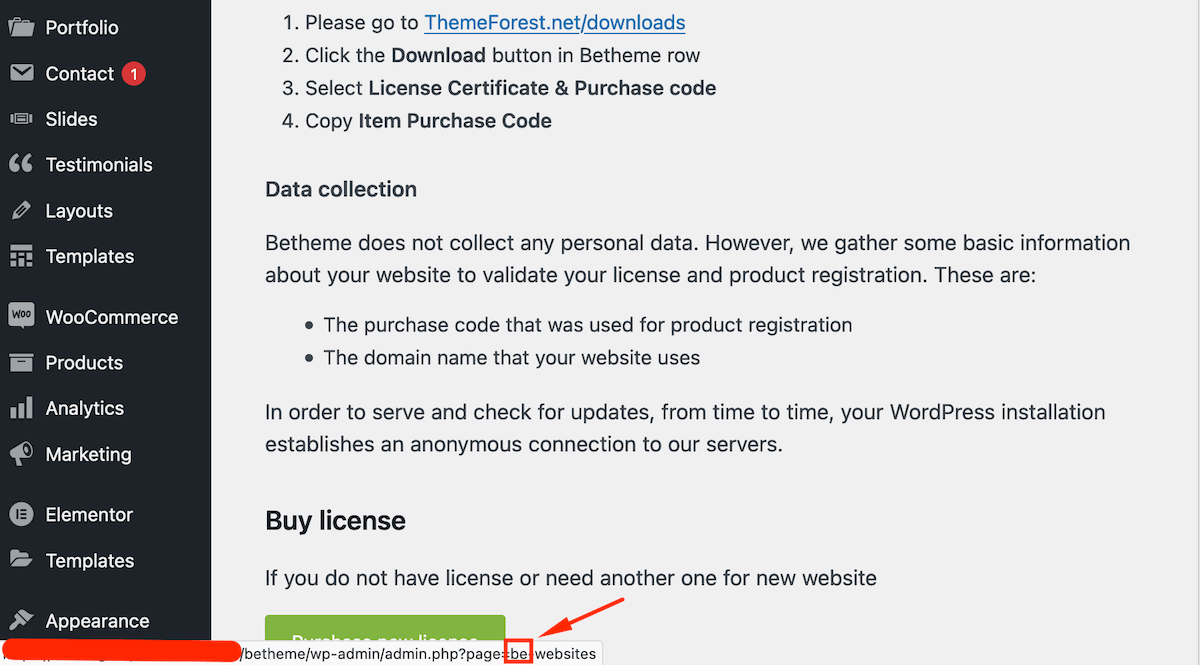 Portfolio
Contact 1
Slides
Testimonials
Layouts
Templates
WOO WooCommerce
Products
Analytics
Marketing
Elementor
Templates
Appearance
1. Please go to ThemeForest.net/downloads
2. Click the Download button in Betheme row
3. Select License Certificate & Purchase code
4. Copy Item Purchase Code
Data collection
Betheme does not collect any personal data. However, we gather some basic information
about your website to validate your license and product registration. These are:
• The purchase code that was used for product registration
• The domain name that your website uses
In order to serve and check for updates, from time to time, your WordPress installation
establishes an anonymous connection to our servers.
Buy license
If you do not have license or need another one for new website
Purchase new license
/betheme/wp-admin/admin.php?page=be-websites